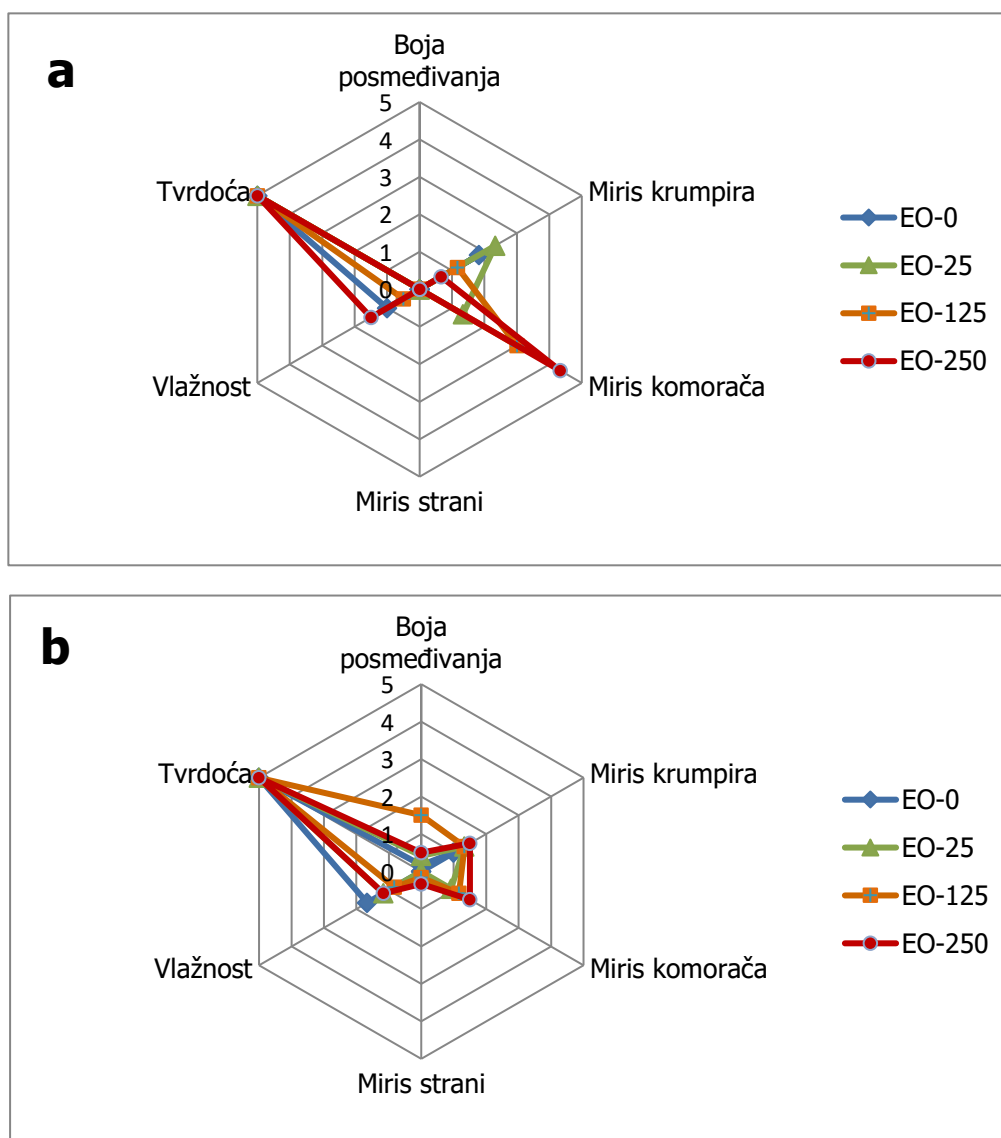 a
Boja
posmeđivanja
5
4
3
2
1
0
Tvrdoća
Miris krumpira
Vlažnost
Miris komorača
Miris strani
EO-0
EO-25
EO-125
EO-250
b
Boja
posmeđivanja
5
4
3
2
1
0
Tvrdoća
Miris krumpira
Vlažnost
Miris komorača
Miris strani
EO-0
EO-25
EO-125
EO-250